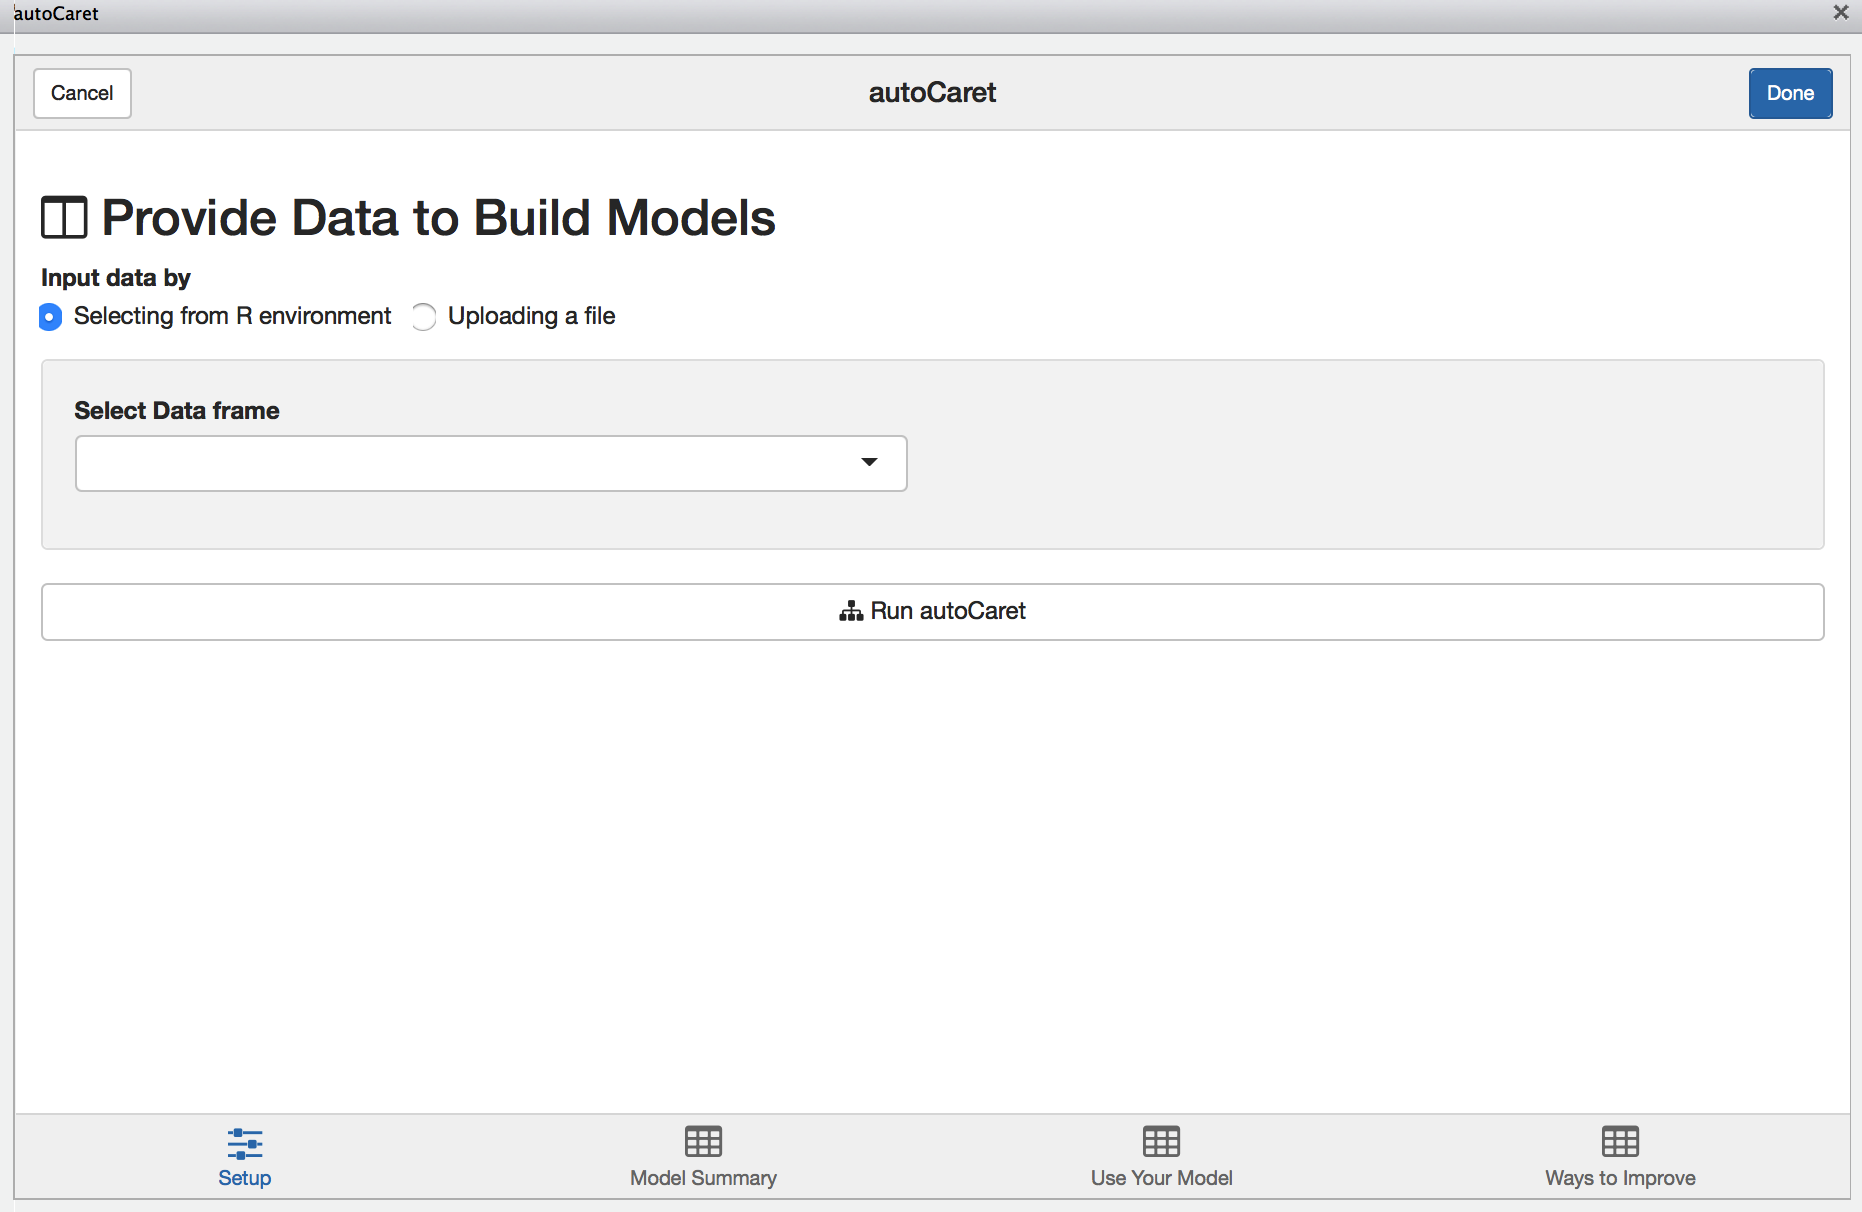 autoCaret
Cancel
autoCaret
Done
Provide Data to Build Models
Input data by
Selecting from R environment
Uploading a file
Select Data frame
Run autoCaret
Setup
Model Summary
Use Your Model
Ways to Improve